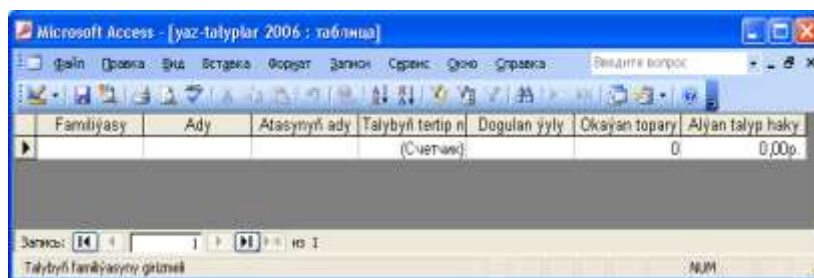 Microsoft Access - [yaz-talyplar 2006 : таблица]
Файл Правка Вид Вставка Формат Записи Сервис Окно Справка Введите вопрос
Familiýasy Ady Atasynyň ady Talybyň tertip n Dogulan ýyly Okaýan topary Alýan talyp haky
(Счетчик) 0 0,00р.
Запись: 1 из 1
Talybyň familiýasyny girizmeli NUM